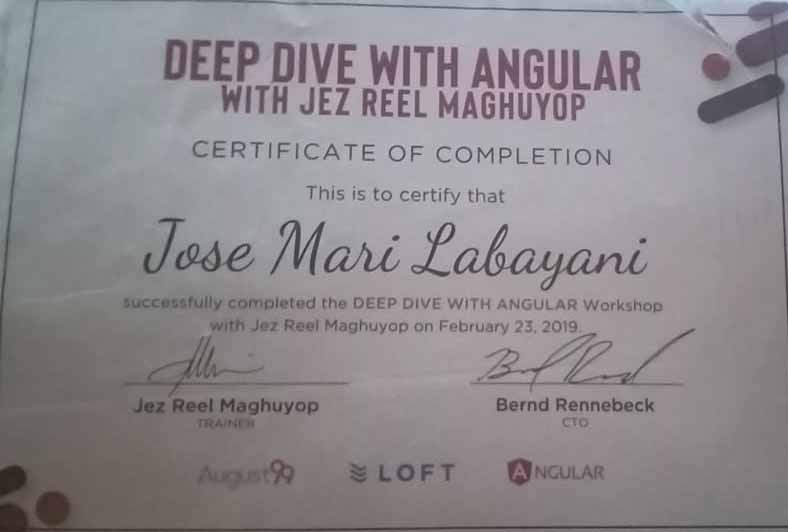 DEEP DIVE WITH ANGULAR
WITH JEZ REEL MAGHUYOP
CERTIFICATE OF COMPLETION
This is to certify that
Jose Mari Labayani
successfully completed the DEEP DIVE WITH ANGULAR Workshop
with Jez Reel Maghuyop on February 23, 2019.
Jez Reel Maghuyop
TRAINER
Bernd Rennebeck
CTO
August99
LOFT
ANGULAR